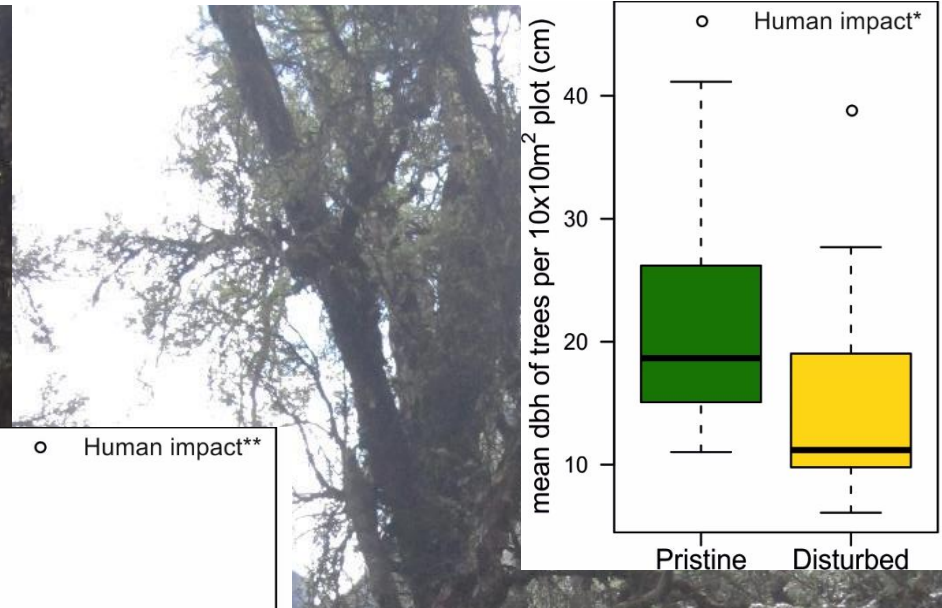 Human impact*
mean dbh of trees per 10x10m² plot (cm)
40
30
20
10
Pristine Disturbed
Human impact**